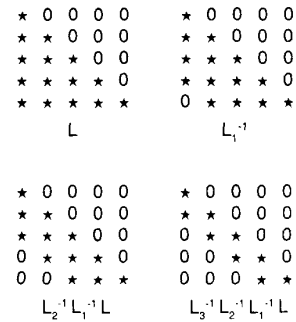 ★ 0 0 0 0 ★ 0 0 0 0
★ ★ 0 0 0 ★ ★ 0 0 0
★ ★ ★ 0 0 ★ ★ ★ 0 0
★ ★ ★ ★ 0 ★ ★ ★ ★ 0
★ ★ ★ ★ ★ 0 ★ ★ ★ ★
L L₁⁻¹
★ 0 0 0 0 ★ 0 0 0 0
★ ★ 0 0 0 ★ ★ 0 0 0
★ ★ ★ 0 0 0 ★ ★ 0 0
0 ★ ★ ★ 0 0 0 ★ ★ 0
0 0 ★ ★ ★ 0 0 0 ★ ★
L₂⁻¹ L₁⁻¹ L L₃⁻¹ L₂⁻¹ L₁⁻¹ L